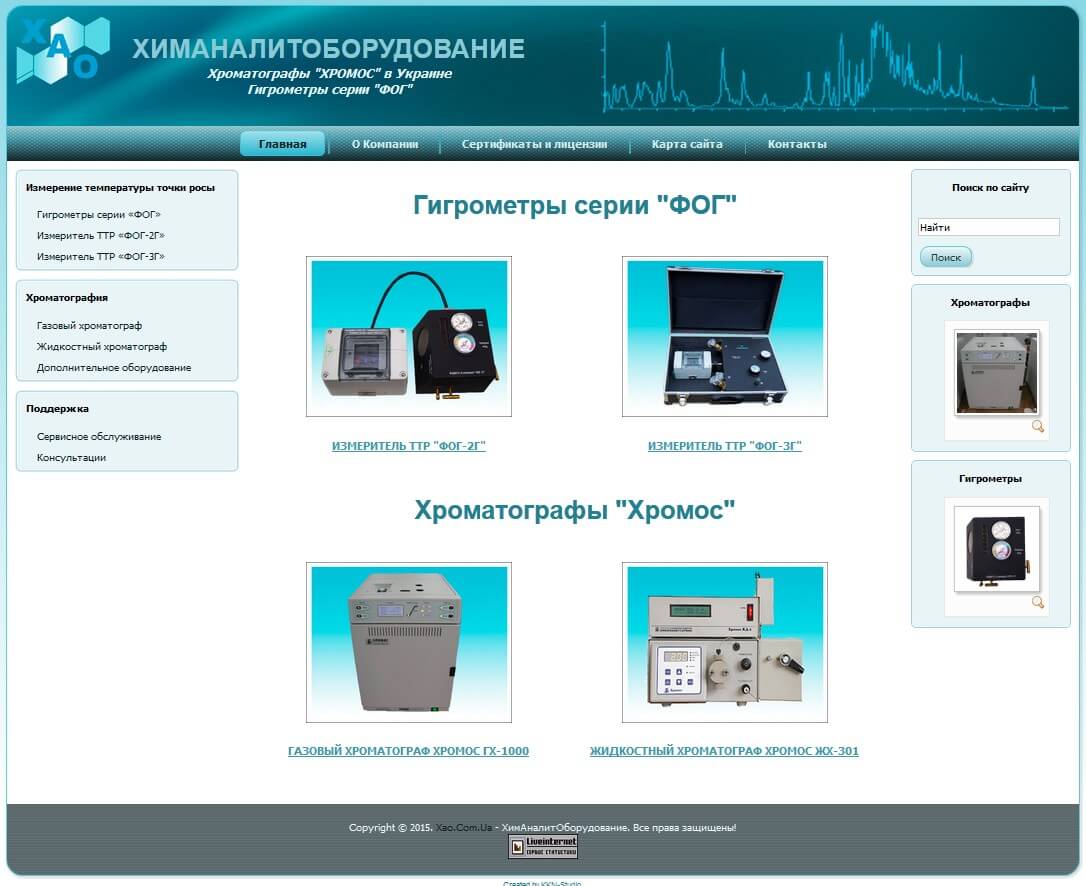 ХАО
ХИМАНАЛИТОБОРУДОВАНИЕ
Хроматографы "ХРОМОС" в Украине
Гигрометры серии "ФОГ"
Главная
О Компании
Сертификаты и лицензии
Карта сайта
Контакты
Измерение температуры точки росы
Гигрометры серии «ФОГ»
Измеритель ТТР «ФОГ-2Г»
Измеритель ТТР «ФОГ-3Г»
Хроматография
Газовый хроматограф
Жидкостный хроматограф
Дополнительное оборудование
Поддержка
Сервисное обслуживание
Консультации
Гигрометры серии "ФОГ"
ИЗМЕРИТЕЛЬ ТТР "ФОГ-2Г"
ИЗМЕРИТЕЛЬ ТТР "ФОГ-3Г"
Хроматографы "Хромос"
ГАЗОВЫЙ ХРОМАТОГРАФ ХРОМОС ГХ-1000
ЖИДКОСТНЫЙ ХРОМАТОГРАФ ХРОМОС ЖХ-301
Поиск по сайту
Найти
Поиск
Хроматографы
Гигрометры
Copyright © 2015. Xao.Com.Ua - ХимАналитОборудование. Все права защищены!
LiveInternet
СЕРВИС СТАТИСТИКИ
Created by KKN-Studio